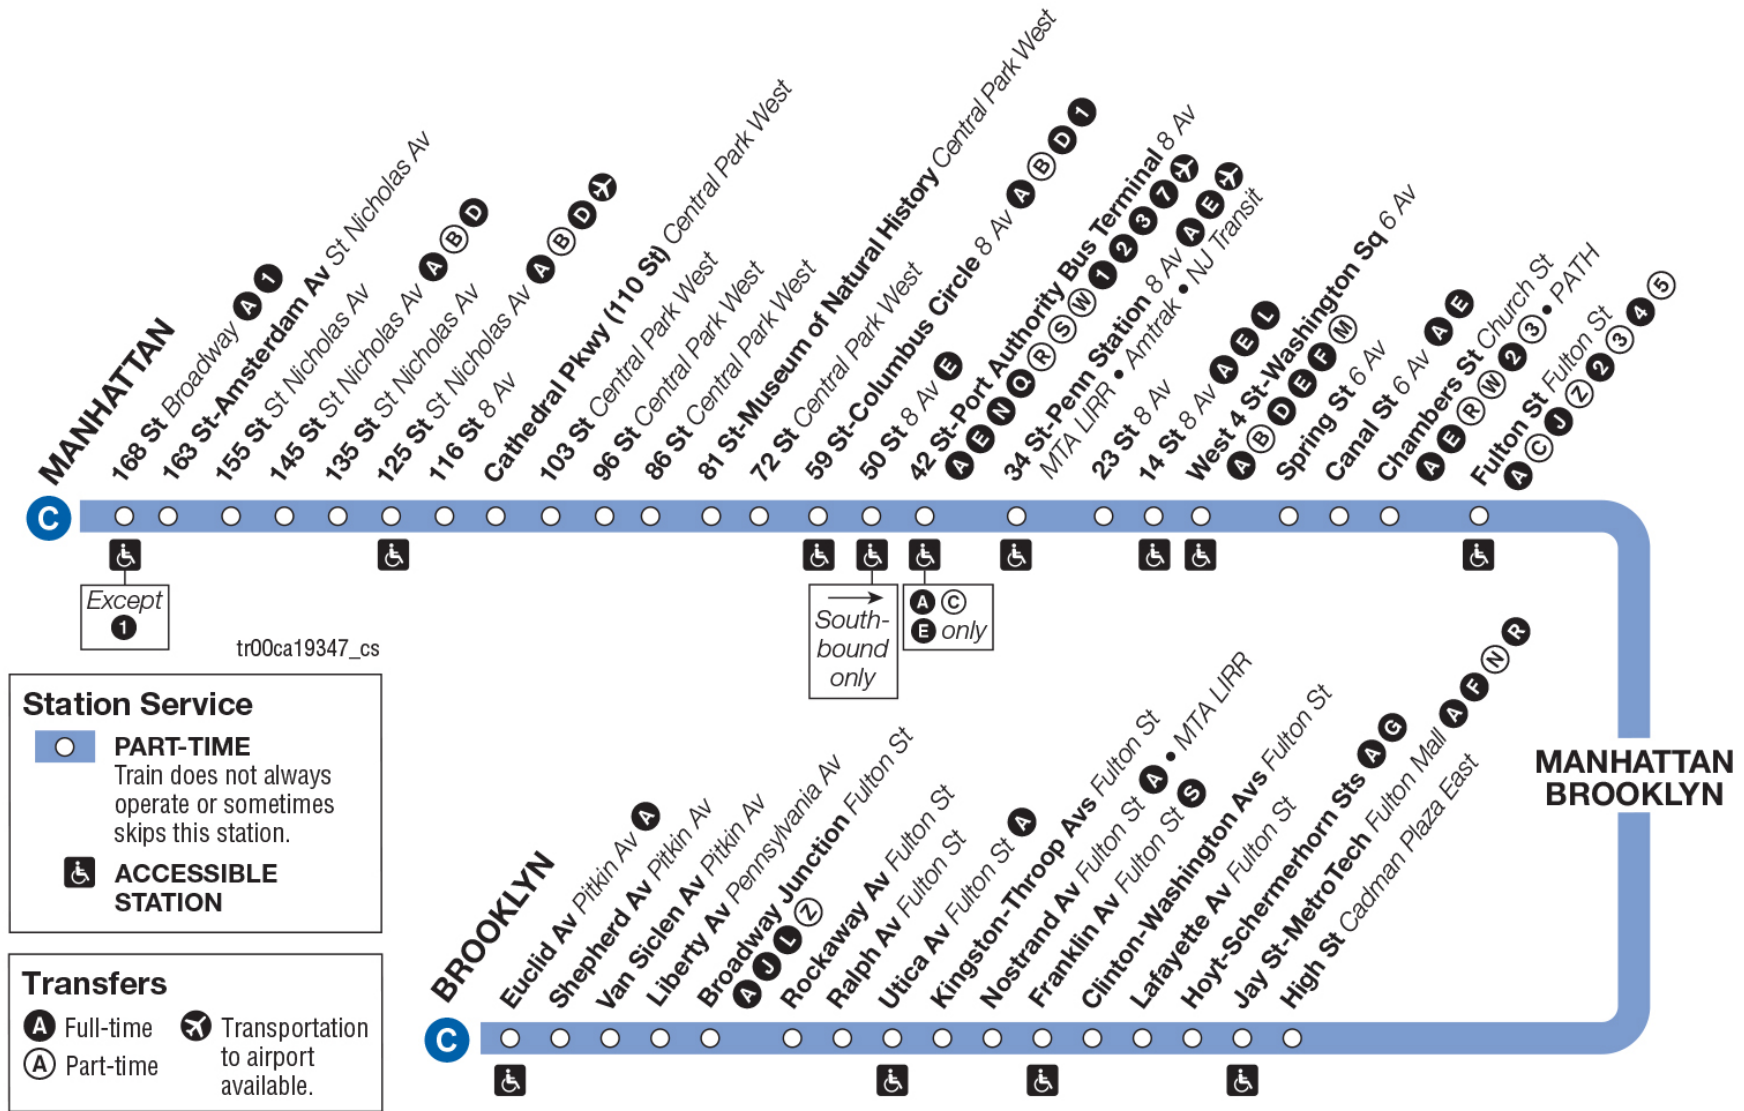 MANHATTAN
C
168 St Broadway A 1
163 St-Amsterdam Av St Nicholas Av
155 St St Nicholas Av
145 St St Nicholas Av A B D
135 St St Nicholas Av
125 St St Nicholas Av A B D
116 St 8 Av
Cathedral Pkwy (110 St) Central Park West
103 St Central Park West
96 St Central Park West
86 St Central Park West
81 St-Museum of Natural History Central Park West
72 St Central Park West
59 St-Columbus Circle 8 Av A B D 1
50 St 8 Av E
42 St-Port Authority Bus Terminal 8 Av
A E N Q R S W 1 2 3 7
34 St-Penn Station 8 Av A E
MTA LIRR • Amtrak • NJ Transit
23 St 8 Av
14 St 8 Av A E L
West 4 St-Washington Sq 6 Av
A B D E F M
Spring St 6 Av
Canal St 6 Av A E
Chambers St Church St
A E R W 2 3 • PATH
Fulton St Fulton St
A C J Z 2 3 4 5
Except
1
South-
bound
only
A C
E only
tr00ca19347_cs
Station Service
PART-TIME
Train does not always
operate or sometimes
skips this station.
ACCESSIBLE
STATION
Transfers
A Full-time
A Part-time
Transportation
to airport
available.
MANHATTAN
BROOKLYN
BROOKLYN
C
Euclid Av Pitkin Av A
Shepherd Av Pitkin Av
Van Siclen Av Pitkin Av
Liberty Av Pennsylvania Av
Broadway Junction Fulton St
A J L Z
Rockaway Av Fulton St
Ralph Av Fulton St
Utica Av Fulton St A
Kingston-Throop Avs Fulton St
Nostrand Av Fulton St A • MTA LIRR
Franklin Av Fulton St S
Clinton-Washington Avs Fulton St
Lafayette Av Fulton St
Hoyt-Schermerhorn Sts A G
Jay St-MetroTech Fulton Mall A F N R
High St Cadman Plaza East